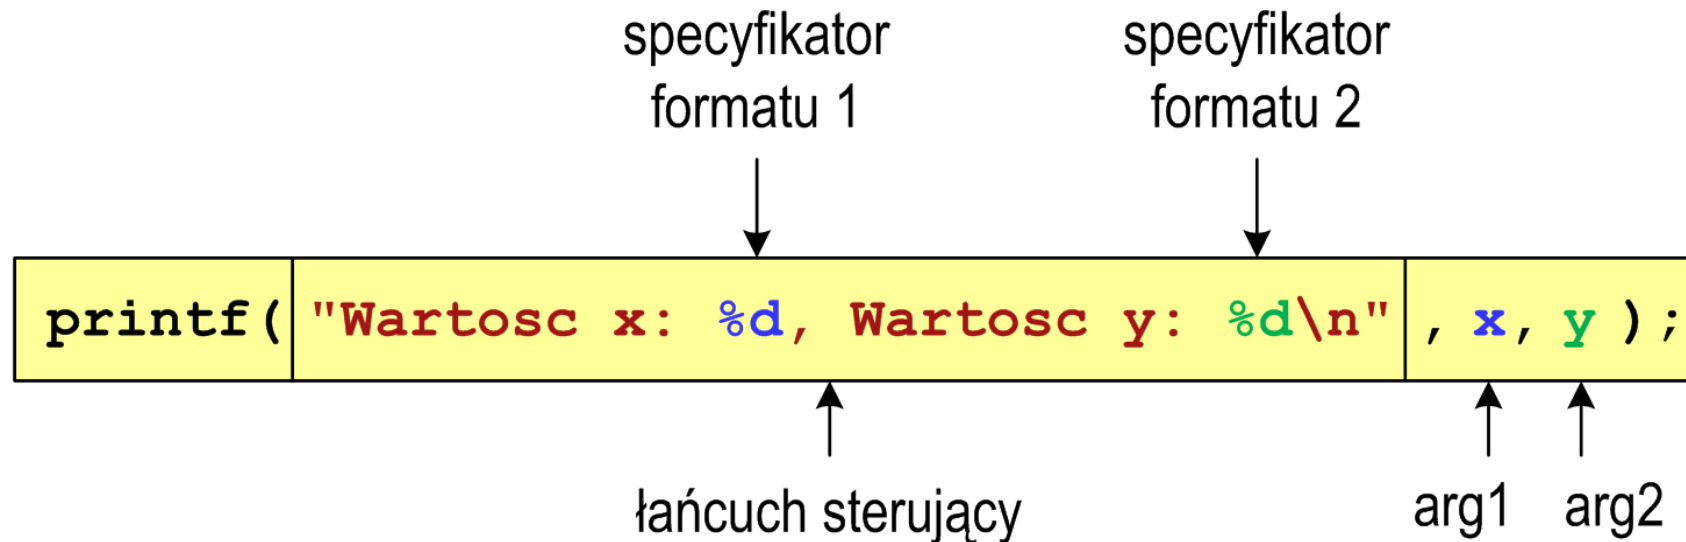 specyfikator
formatu 1
specyfikator
formatu 2
printf( "Wartosc x: %d, Wartosc y: %d\n" , x, y );
łańcuch sterujący
arg1 arg2